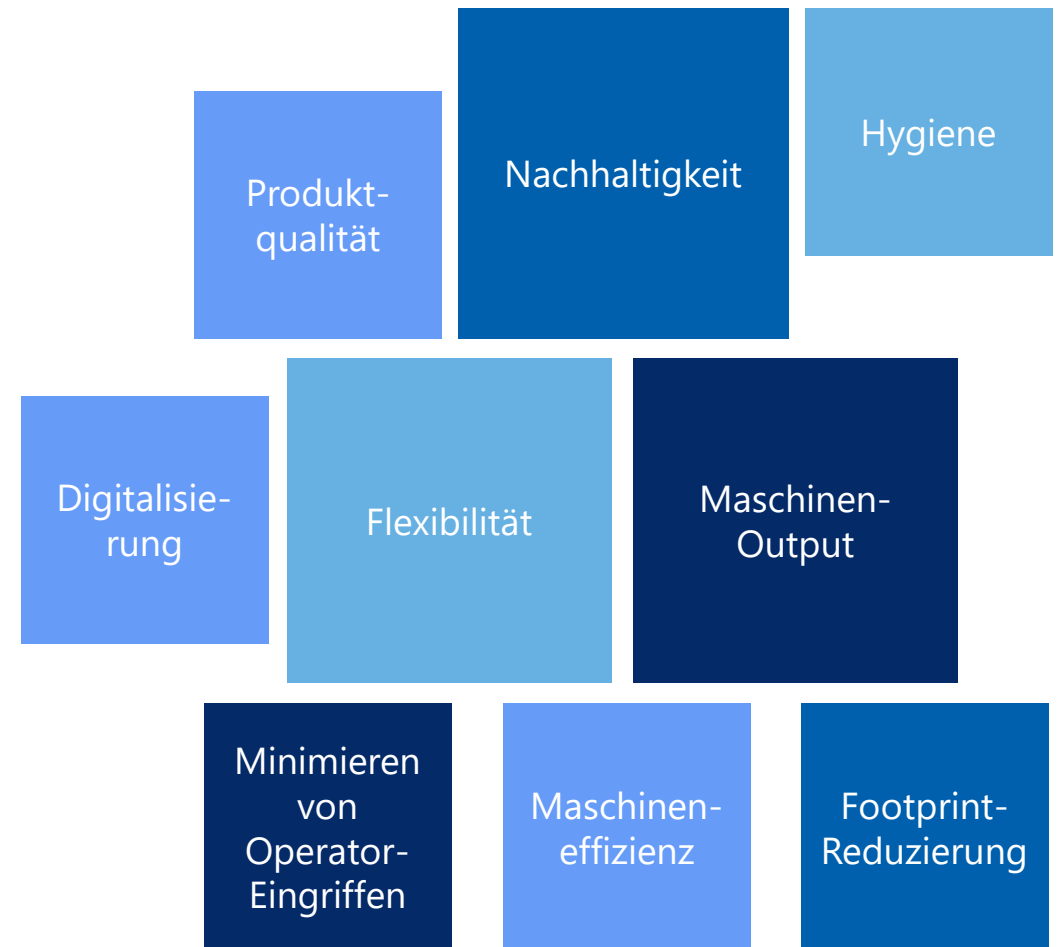 Produkt-
qualität
Nachhaltigkeit
Hygiene
Digitalisie-
rung
Flexibilität
Maschinen-
Output
Minimieren
von
Operator-
Eingriffen
Maschinen-
effizienz
Footprint-
Reduzierung